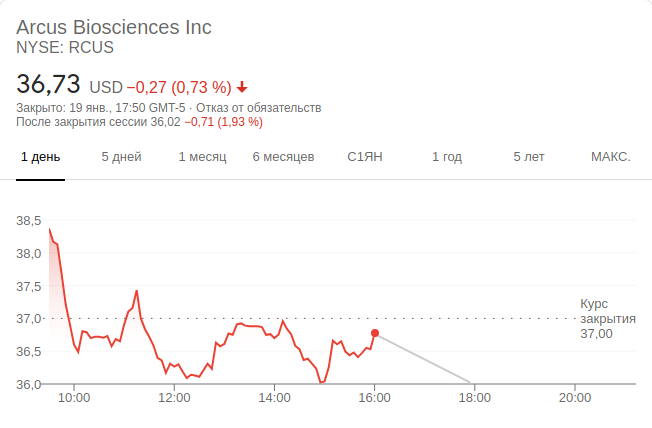 Arcus Biosciences Inc
NYSE: RCUS
36,73 USD −0,27 (0,73 %)
Закрыто: 19 янв., 17:50 GMT-5 · Отказ от обязательств
После закрытия сессии 36,02 −0,71 (1,93 %)
1 день 5 дней 1 месяц 6 месяцев С1ЯН 1 год 5 лет МАКС.
38,5
38,0
37,5
37,0
36,5
36,0
Курс
закрытия
37,00
10:00 12:00 14:00 16:00 18:00 20:00